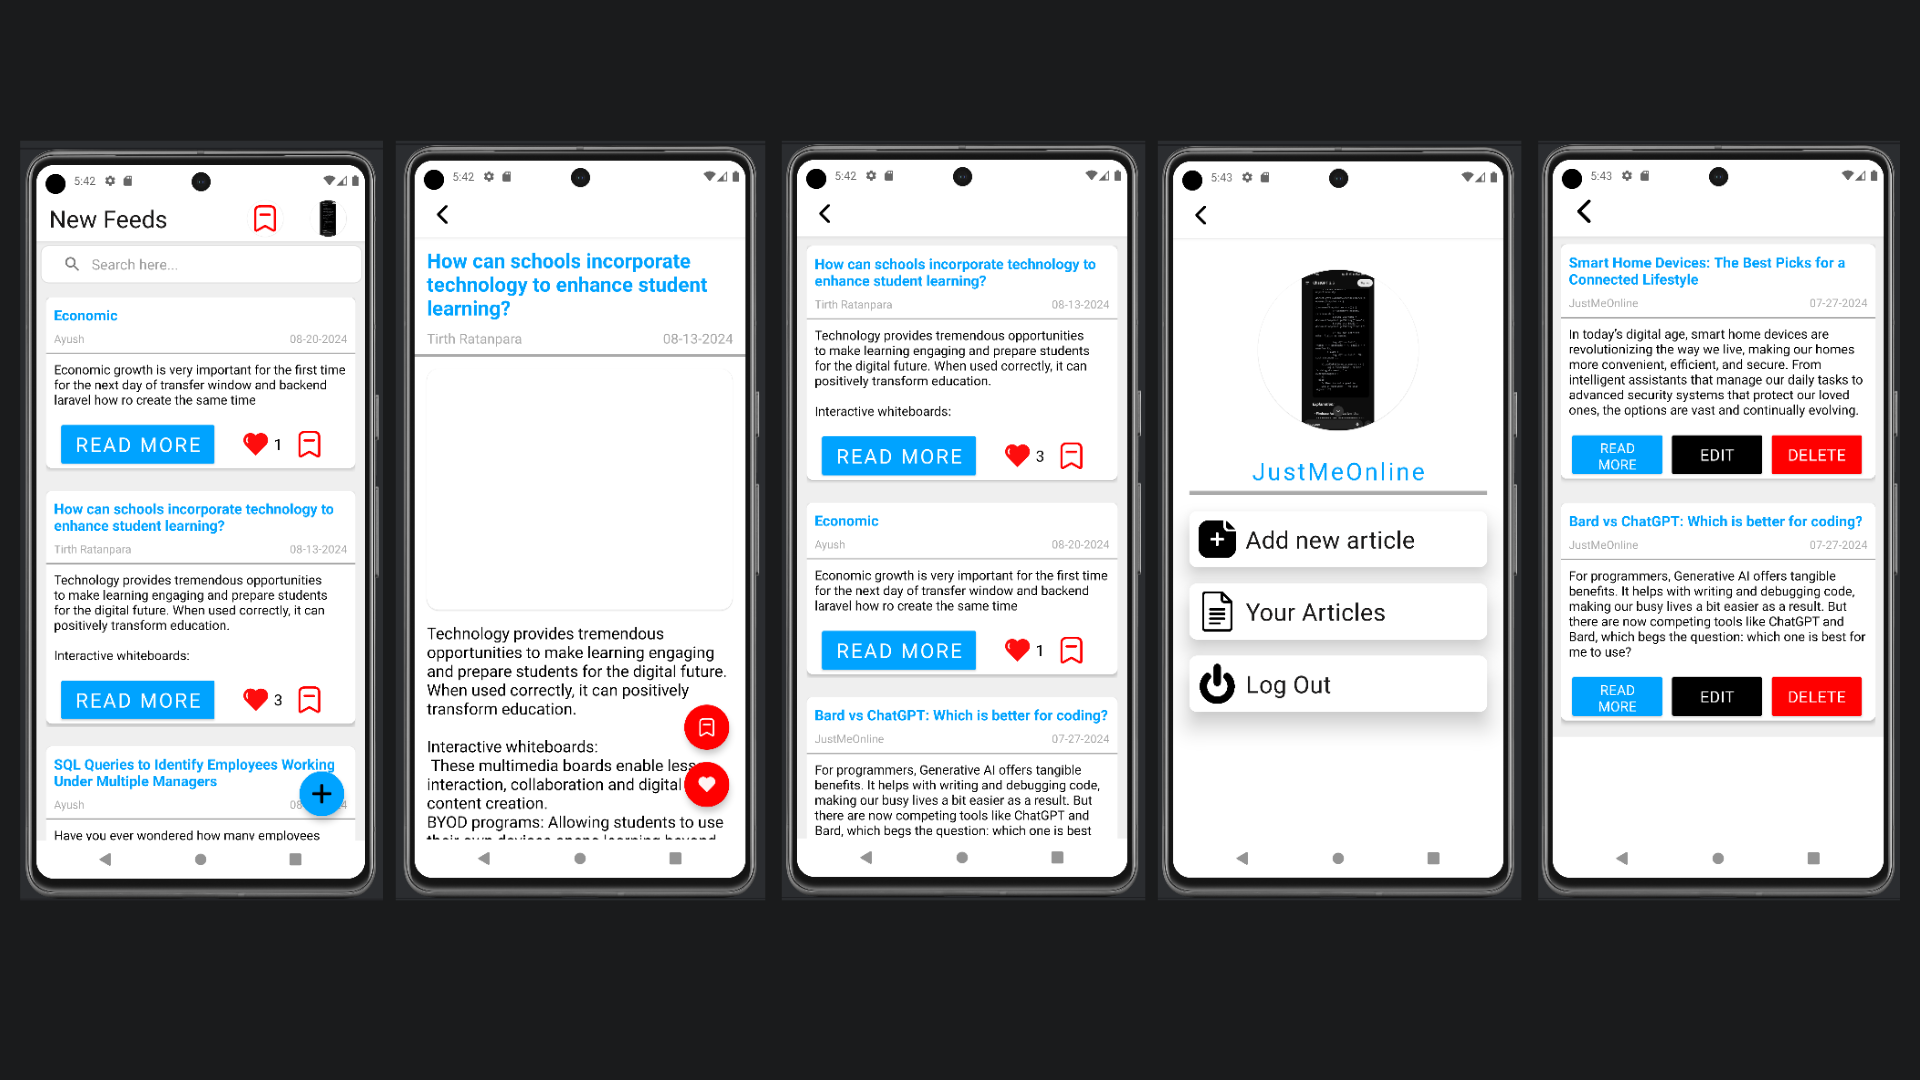 5:42
New Feeds
Search here...
Economic
Ayush 08-20-2024
Economic growth is very important for the first time
for the next day of transfer window and backend
laravel how ro create the same time
READ MORE 1
How can schools incorporate technology to
enhance student learning?
Tirth Ratanpara 08-13-2024
Technology provides tremendous opportunities
to make learning engaging and prepare students
for the digital future. When used correctly, it can
positively transform education.
Interactive whiteboards:
READ MORE 3
SQL Queries to Identify Employees Working
Under Multiple Managers
Ayush
Have you ever wondered how many employees
5:42
How can schools incorporate
technology to enhance student
learning?
Tirth Ratanpara 08-13-2024
Technology provides tremendous
opportunities to make learning engaging
and prepare students for the digital future.
When used correctly, it can positively
transform education.
Interactive whiteboards:
These multimedia boards enable
interaction, collaboration and digital
content creation.
BYOD programs: Allowing students to use
their own devices opens learning beyond
5:42
How can schools incorporate technology to
enhance student learning?
Tirth Ratanpara 08-13-2024
Technology provides tremendous opportunities
to make learning engaging and prepare students
for the digital future. When used correctly, it can
positively transform education.
Interactive whiteboards:
READ MORE 3
Economic
Ayush 08-20-2024
Economic growth is very important for the first time
for the next day of transfer window and backend
laravel how ro create the same time
READ MORE 1
Bard vs ChatGPT: Which is better for coding?
JustMeOnline 07-27-2024
For programmers, Generative AI offers tangible
benefits. It helps with writing and debugging code,
making our busy lives a bit easier as a result. But
there are now competing tools like ChatGPT and
Bard, which begs the question: which one is best
5:43
JustMeOnline
Add new article
Your Articles
Log Out
5:43
Smart Home Devices: The Best Picks for a
Connected Lifestyle
JustMeOnline 07-27-2024
In today's digital age, smart home devices are
revolutionizing the way we live, making our homes
more convenient, efficient, and secure. From
intelligent assistants that manage our daily tasks to
advanced security systems that protect our loved
ones, the options are vast and continually evolving.
READ MORE EDIT DELETE
Bard vs ChatGPT: Which is better for coding?
JustMeOnline 07-27-2024
For programmers, Generative AI offers tangible
benefits. It helps with writing and debugging code,
making our busy lives a bit easier as a result. But
there are now competing tools like ChatGPT and
Bard, which begs the question: which one is best for
me to use?
READ MORE EDIT DELETE